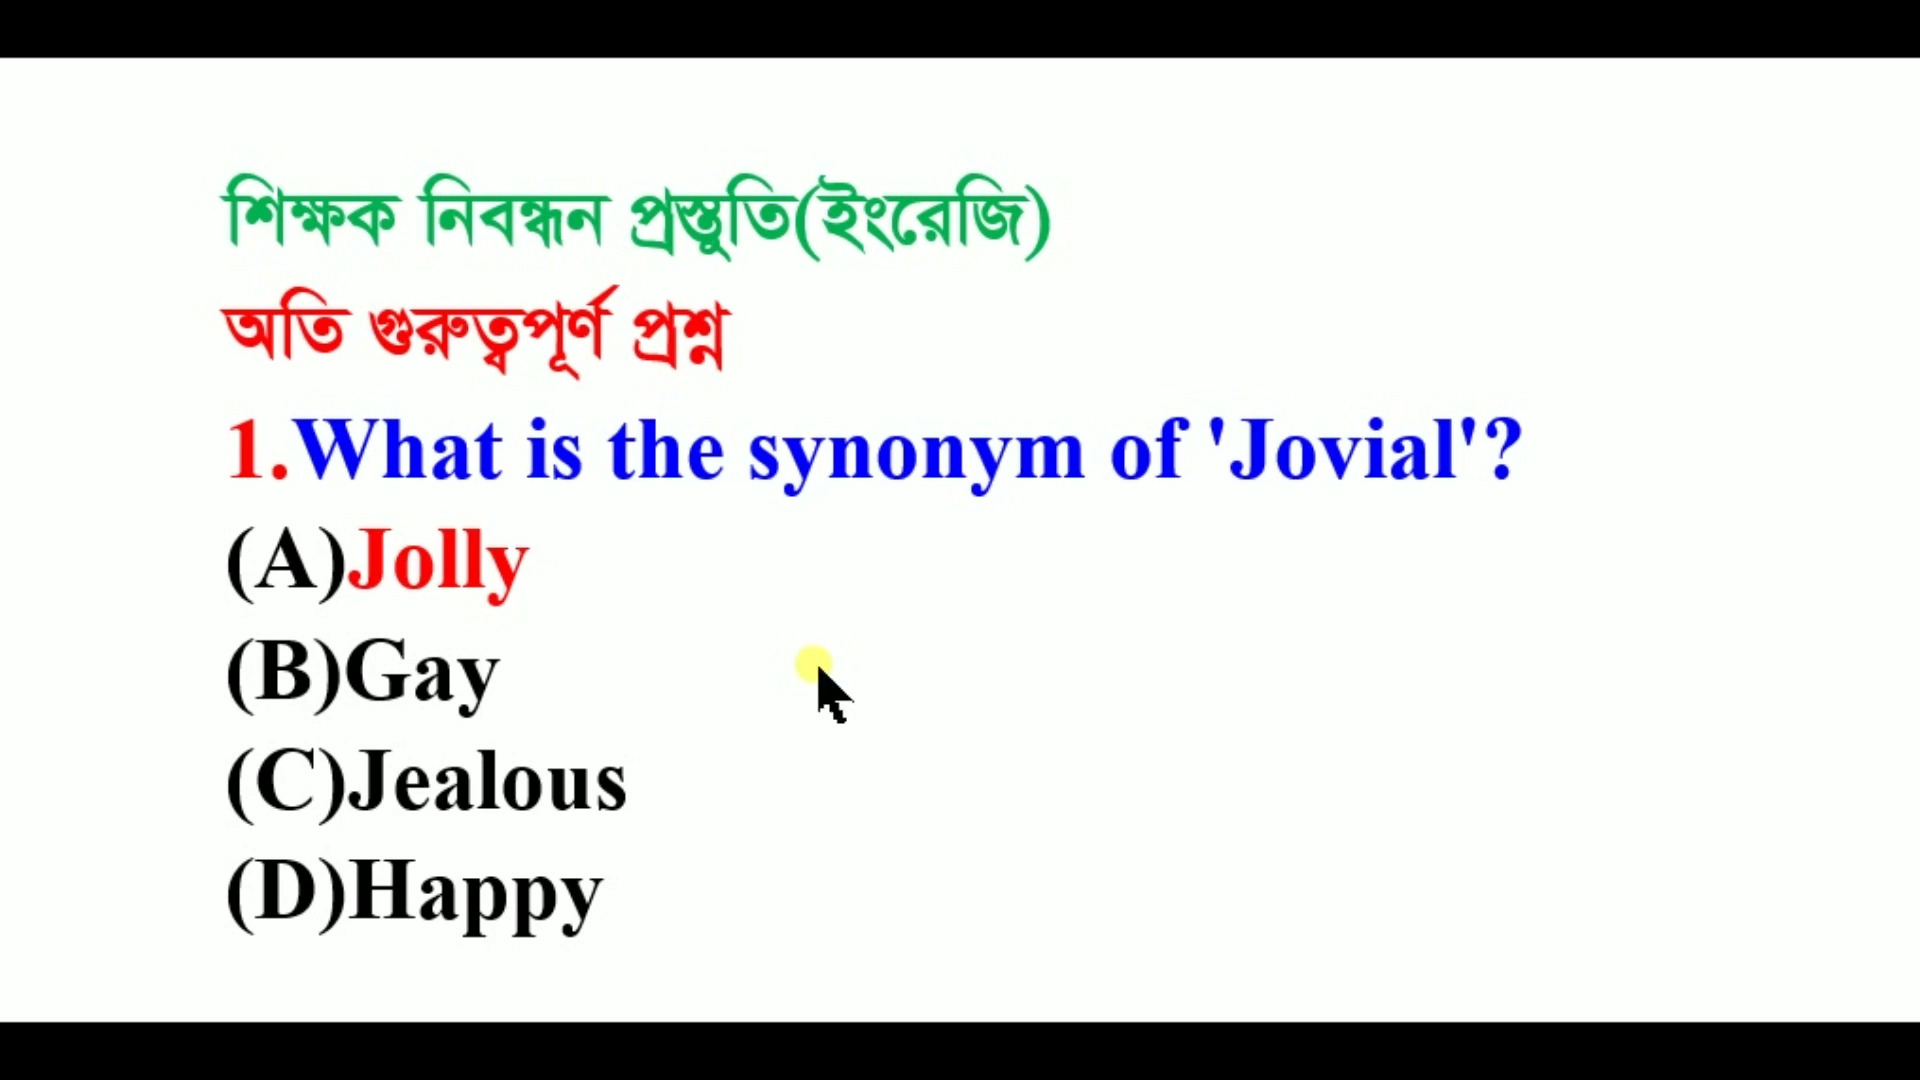 শিক্ষক নিবন্ধন প্রস্তুতি(ইংরেজি)
অতি গুরুত্বপূর্ণ প্রশ্ন
1.What is the synonym of 'Jovial'?
(A)Jolly
(B)Gay
(C)Jealous
(D)Happy